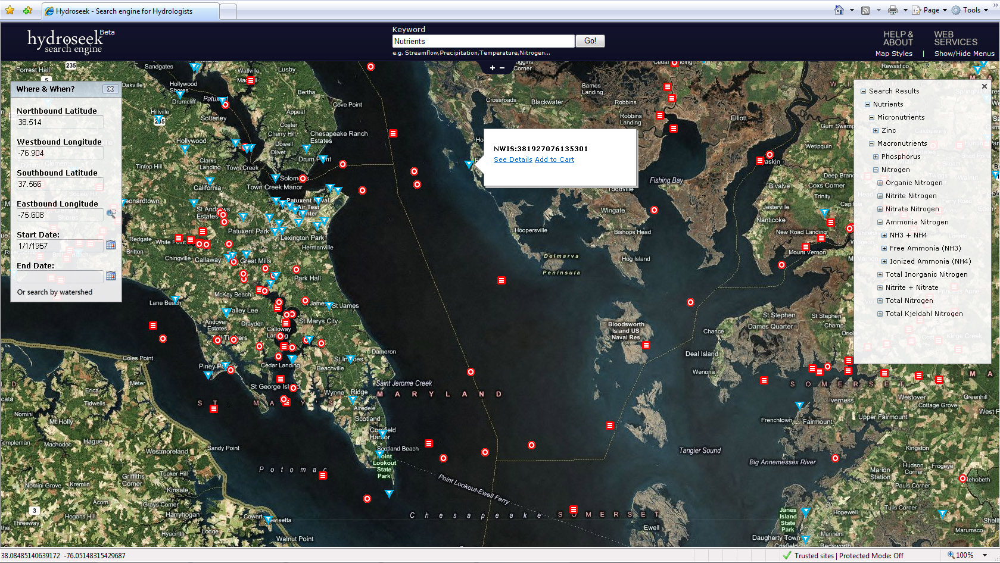 Hydroseek - Search engine for Hydrologists
Page
Tools
hydroseek Beta
search engine
Keyword
Nutrients
Go!
e.g. Streamflow,Precipitation,Temperature,Nitrogen...
HELP & ABOUT
WEB SERVICES
Map Styles | Show/Hide Menus
+ −
Where & When?
Northbound Latitude
38.514
Westbound Longitude
-76.904
Southbound Latitude
37.566
Eastbound Longitude
-75.608
Start Date:
1/1/1957
End Date:
Or search by watershed
NWIS:381927076135301
See Details Add to Cart
Search Results
Nutrients
Micronutrients
Zinc
Macronutrients
Phosphorus
Nitrogen
Organic Nitrogen
Nitrite Nitrogen
Nitrate Nitrogen
Ammonia Nitrogen
NH3 + NH4
Free Ammonia (NH3)
Ionized Ammonia (NH4)
Total Inorganic Nitrogen
Nitrite + Nitrate
Total Nitrogen
Total Kjeldahl Nitrogen
Forrest Hall
235
Sandgates
Wallville
Lusby
Oakville
Hollywood Shores
Drumcliff
Bertha
Cove Point
Hillville
Sotterley
Appeal
Coster
Cherry Hill
Chesapeake Ranch Estates
Hollywood
Dowell
Olivet
Drum Point
Tintop Hill
Clarks Landing
Town Creek
Town Creek Manor
California
Patuxent Naval Air Test Center
St Andrews Estates
Patuxent Park
Lexington Park
Redgate
White Point
Hermanville
Britton
Chingville
Callaway
Great Mills
Park Hall
McKay Beach
Lane Beach
St James
Valley Lee
Andover Estates
Drayden
Calloway Landing
St Marys City
Coles Point
Piney Point
Cedar Landing
St Inigoes
Beachville
Dameron
Meter
St George Island
Wynne
Ridge
Saint Jerome Creek
Airedele
Scotland
MARYLAND
ST. MARY'S
Erica
Tidwells
Nomini
Mt Holly
Templeman
Machodoc
Hague
Sandy Point
Cornfield Harbor
Scotland Beach
Point Lookout State Park
Westmoreland
Tucker Hill
Griffiths Corner
Nomini Grove
Kremlin
Kinsale
Acorn
Grays Corner
3
Hogans Hill
Harryhogan
Cowart
Lewisetta
Threeway
Hyacinth
Lodge
Walnut Point
Potomac
Point Lookout-Ewell Ferry
Chesapeake
SOMERSET
Ewell
Crossroads
Blackwater
Barnes Landing
Robbins
Robbins Landing
Elliott
Gum Swamp
Wetipquin
Fishing Bay
Toddville
Wingate
Hoopersville
Bishops Head
Delmarva Peninsula
Hog Island
Bloodsworth Island US Naval Res
Deep Branch
Bivalve
Coxs Corner
Trinity
Jesterville
Nanticoke
New Road Landing
Mount Vernon
St Stephen
St Stephen
Dames Quarter
Champ
Chance
Deal Island
Wenona
SOMERSET
Iverness
Westover
Cottage Grove
Greenhill
Frenchtown
Fairmount
Upper Fairmount
Tangier Sound
Big Annemessex River
Kingston
Hudson Corner
Frogeye
Marion Station
Rehobeth
Pauls Corner
Tulls Corner
Janes Island State Park
Hopewell
Marumsco
Daugherty Town
Mariners
Crisfield
Rewastico
38.08485140639172 -76.05148315429687
Trusted sites | Protected Mode: Off
100%